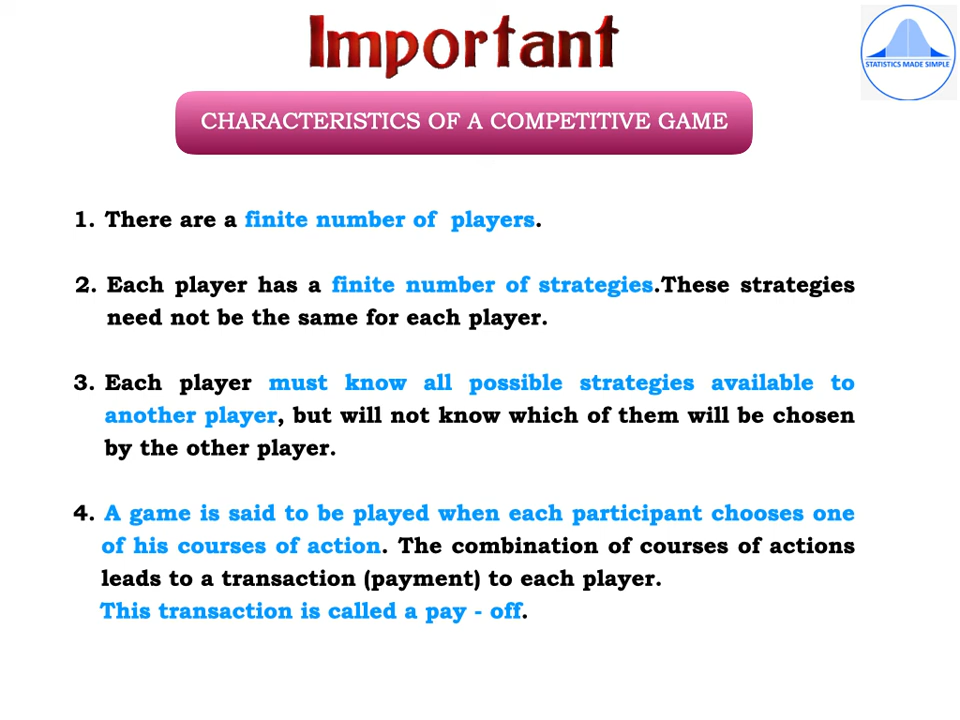 Important
STATISTICS MADE SIMPLE
CHARACTERISTICS OF A COMPETITIVE GAME
1. There are a finite number of players.
2. Each player has a finite number of strategies.These strategies
need not be the same for each player.
3. Each player must know all possible strategies available to
another player, but will not know which of them will be chosen
by the other player.
4. A game is said to be played when each participant chooses one
of his courses of action. The combination of courses of actions
leads to a transaction (payment) to each player.
This transaction is called a pay - off.